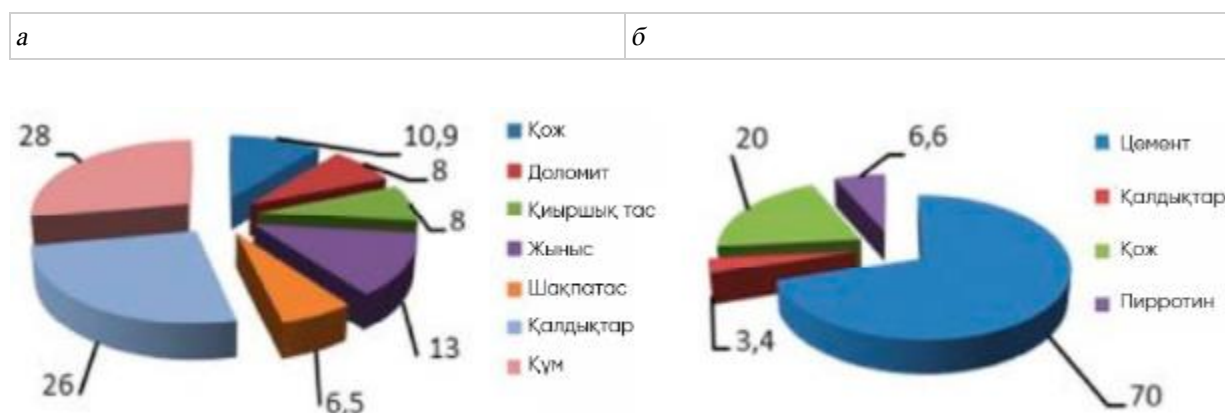 а б
28
10,9
8
8
13
6,5
26
Қож
Доломит
Қиыршық тас
Жыныс
Шақпатас
Қалдықтар
Құм
20
6,6
3,4
70
Цемент
Қалдықтар
Қож
Пирротин